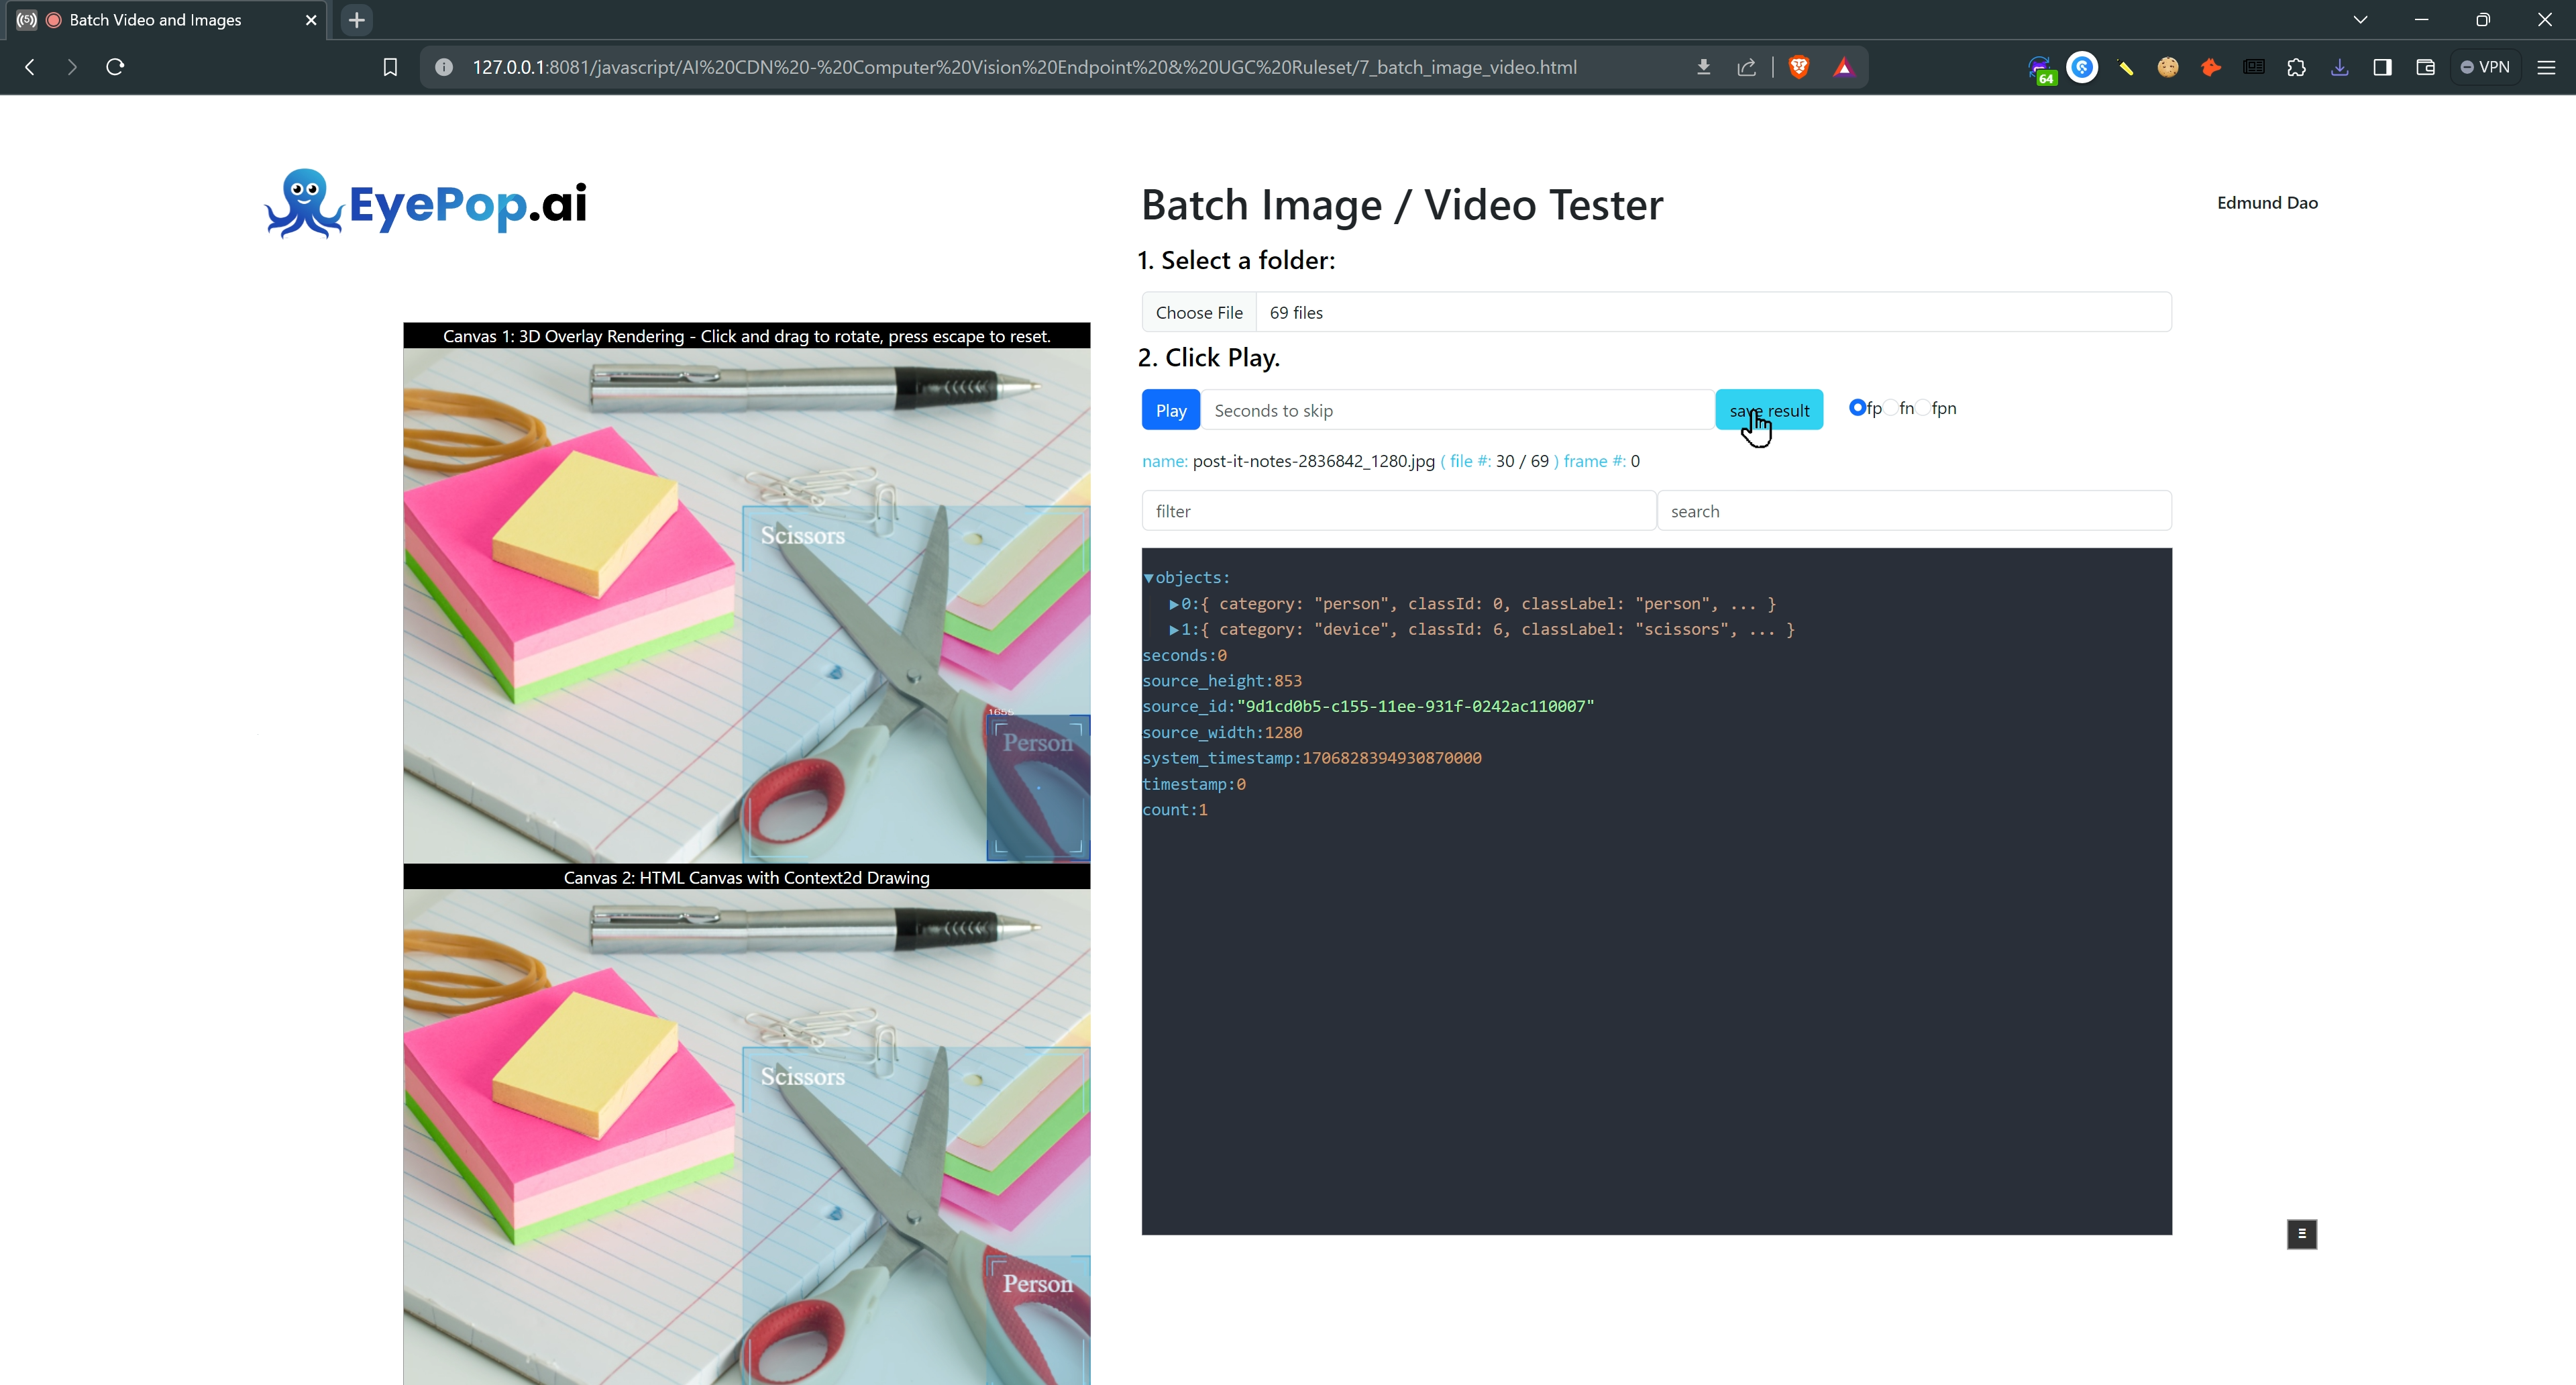 Batch Video and Images
127.0.0.1:8081/javascript/AI%20CDN%20-%20Computer%20Vision%20Endpoint%20&%20UGC%20Ruleset/7_batch_image_video.html
64
VPN
EyePop.ai
Batch Image / Video Tester
Edmund Dao
1. Select a folder:
Choose File 69 files
2. Click Play.
Play Seconds to skip save result fp fn fpn
name: post-it-notes-2836842_1280.jpg ( file #: 30 / 69 ) frame #: 0
filter search
▼objects:
▶0:{ category: "person", classId: 0, classLabel: "person", ... }
▶1:{ category: "device", classId: 6, classLabel: "scissors", ... }
seconds:0
source_height:853
source_id:"9d1cd0b5-c155-11ee-931f-0242ac110007"
source_width:1280
system_timestamp:1706828394930870000
timestamp:0
count:1
Canvas 1: 3D Overlay Rendering - Click and drag to rotate, press escape to reset.
Scissors
Person
Canvas 2: HTML Canvas with Context2d Drawing
Scissors
Person